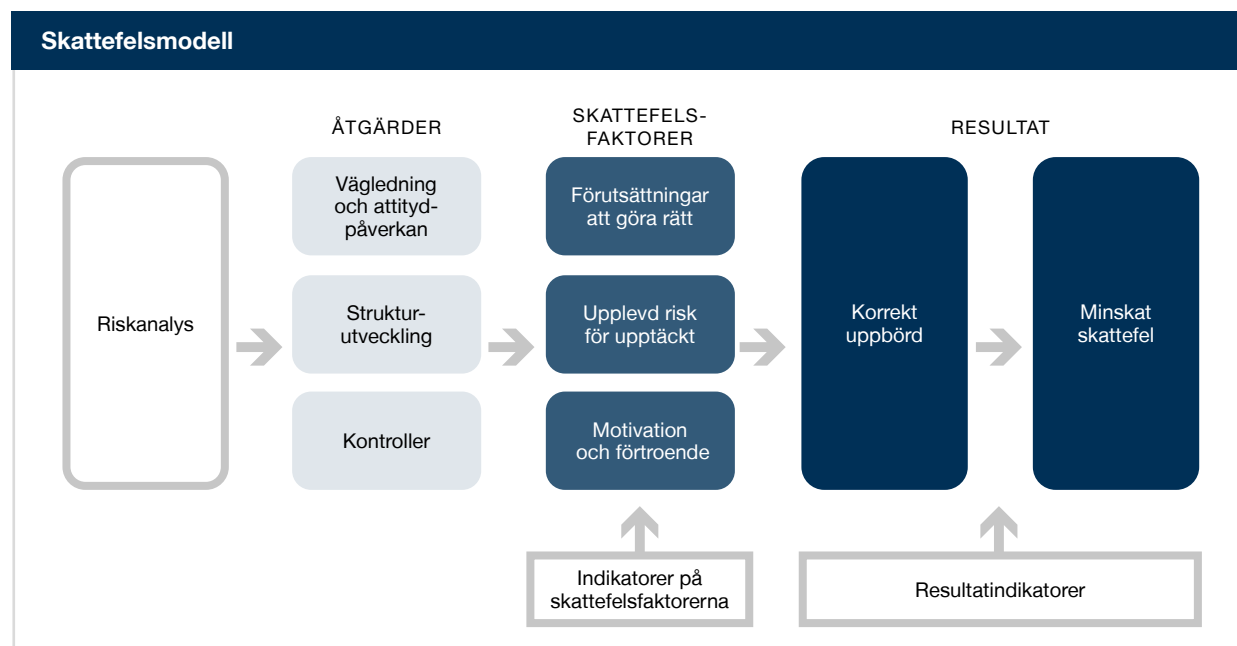 Skattefelsmodell
ÅTGÄRDER
SKATTEFELS-
FAKTORER
RESULTAT
Riskanalys
Vägledning
och attityd-
påverkan
Struktur-
utveckling
Kontroller
Förutsättningar
att göra rätt
Upplevd risk
för upptäckt
Motivation
och förtroende
Korrekt
uppbörd
Minskat
skattefel
Indikatorer på
skattefelsfaktorerna
Resultatindikatorer